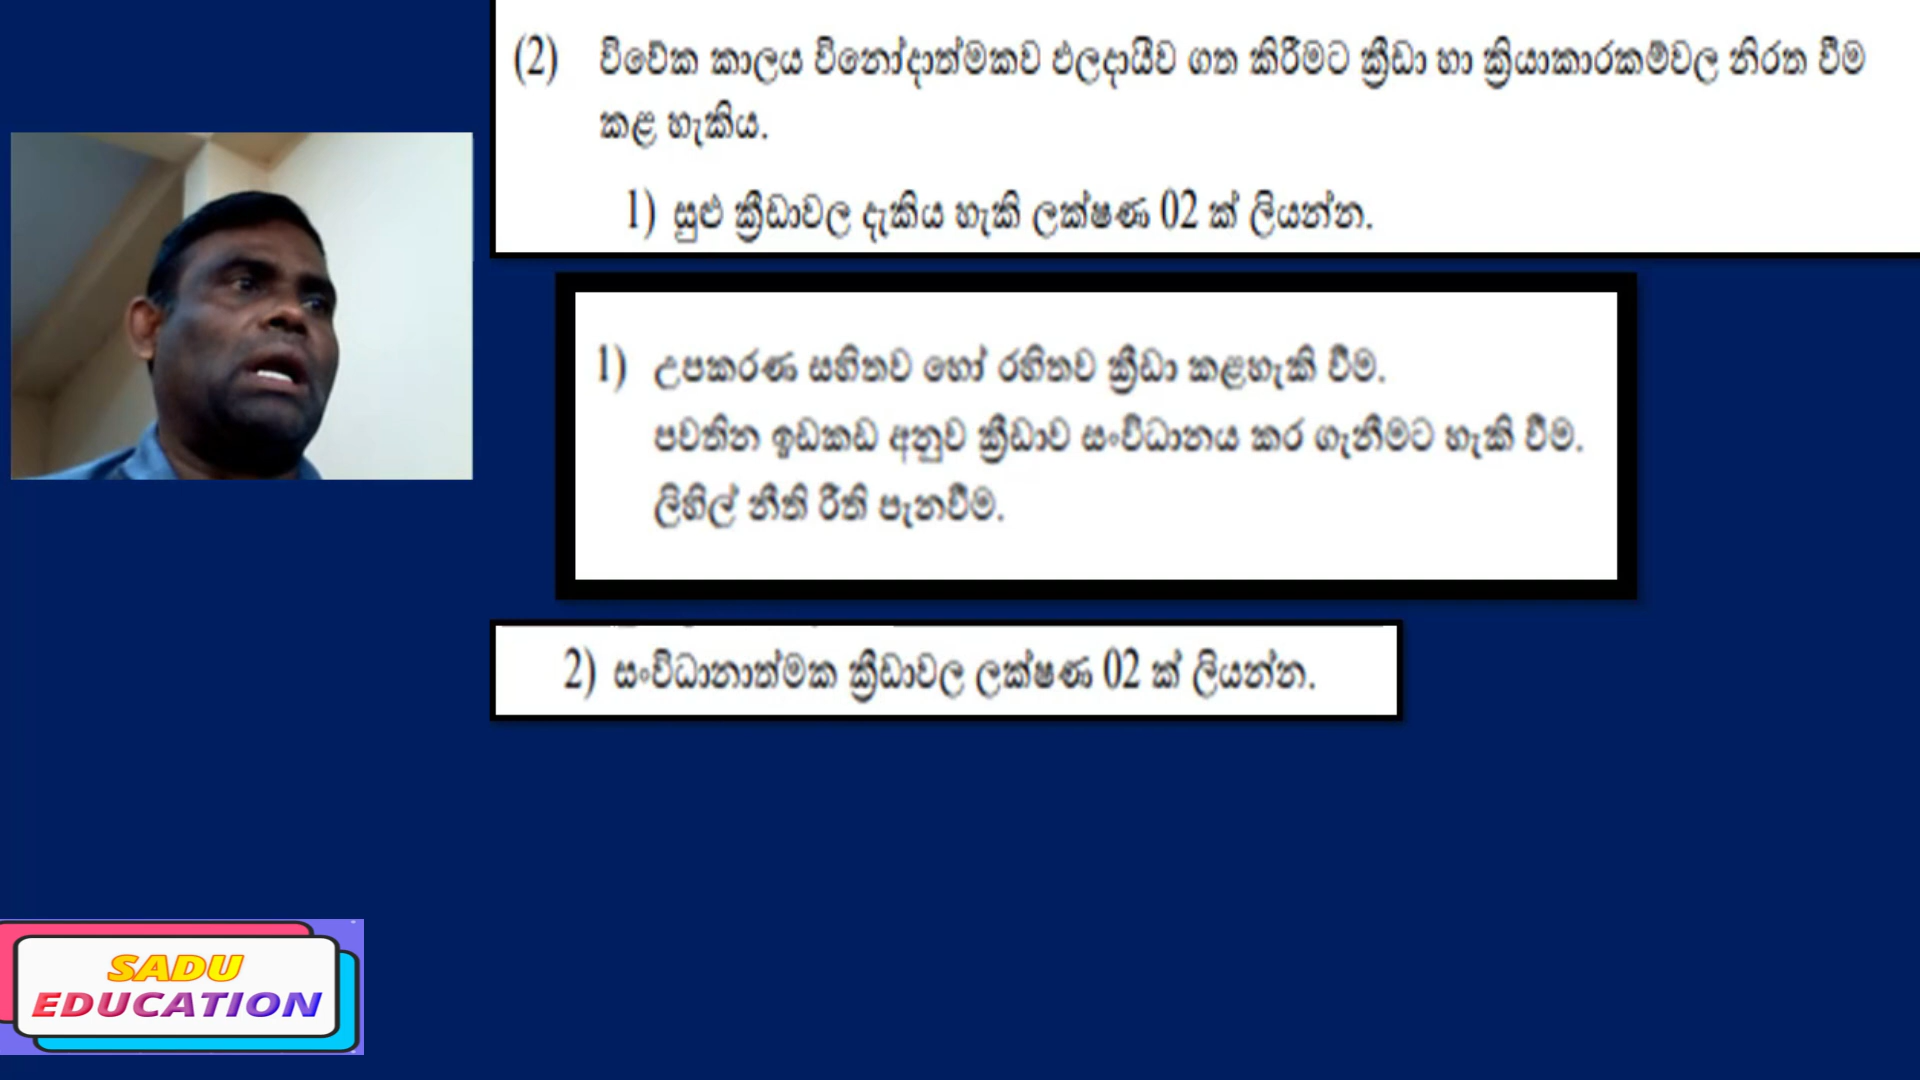 (2) විවේක කාලය විනෝදාත්මකව ඵලදායීව ගත කිරීමට ක්‍රීඩා හා ක්‍රියාකාරකම්වල නිරත වීම
කළ හැකිය.
1) සුළු ක්‍රීඩාවල දැකිය හැකි ලක්ෂණ 02 ක් ලියන්න.
1) උපකරණ සහිතව හෝ රහිතව ක්‍රීඩා කළහැකි වීම.
පවතින ඉඩකඩ අනුව ක්‍රීඩාව සංවිධානය කර ගැනීමට හැකි වීම.
ලිහිල් නීති රීති පැනවීම.
2) සංවිධානාත්මක ක්‍රීඩාවල ලක්ෂණ 02 ක් ලියන්න.
SADU
EDUCATION